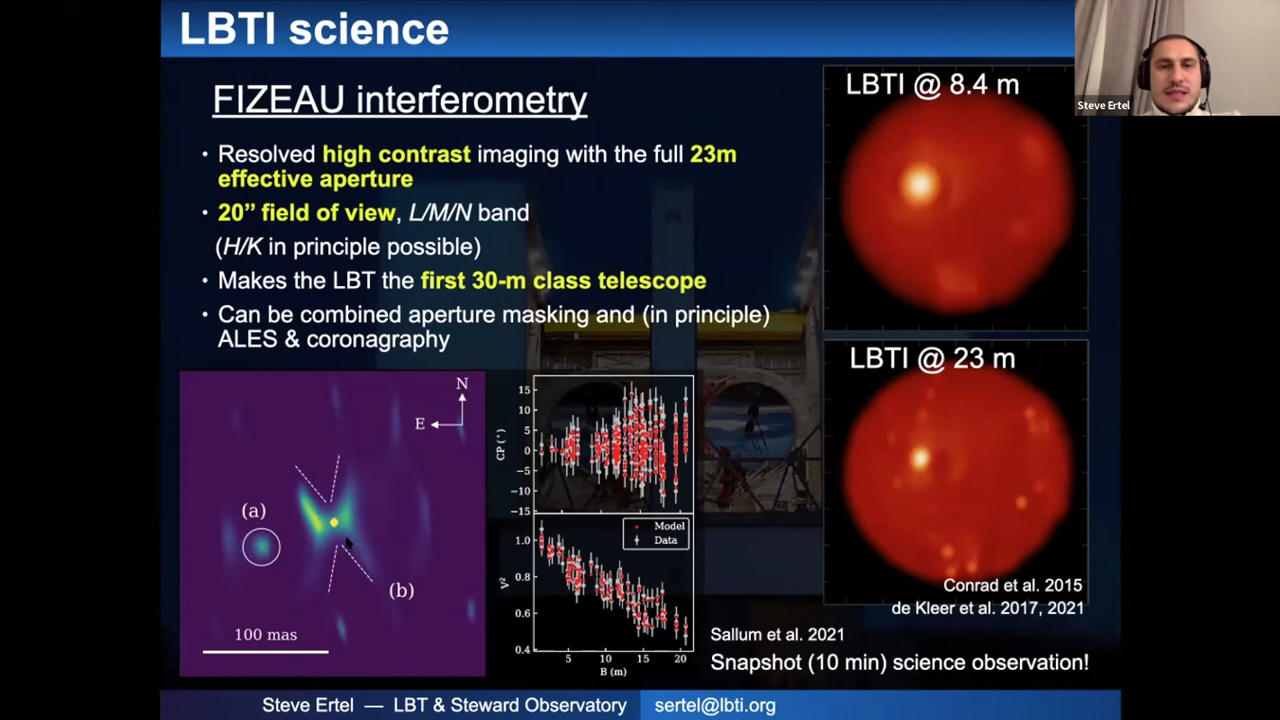 LBTI science
FIZEAU interferometry
• Resolved high contrast imaging with the full 23m
effective aperture
• 20” field of view, L/M/N band
(H/K in principle possible)
• Makes the LBT the first 30-m class telescope
• Can be combined aperture masking and (in principle)
ALES & coronagraphy
LBTI @ 8.4 m
Steve Ertel
LBTI @ 23 m
Conrad et al. 2015
de Kleer et al. 2017, 2021
N
E
(a)
(b)
100 mas
CP (°)
15
10
5
0
−5
−10
−15
Model
Data
V²
1.0
0.8
0.6
0.4
5 10 15 20
B (m)
Sallum et al. 2021
Snapshot (10 min) science observation!
Steve Ertel — LBT & Steward Observatory sertel@lbti.org